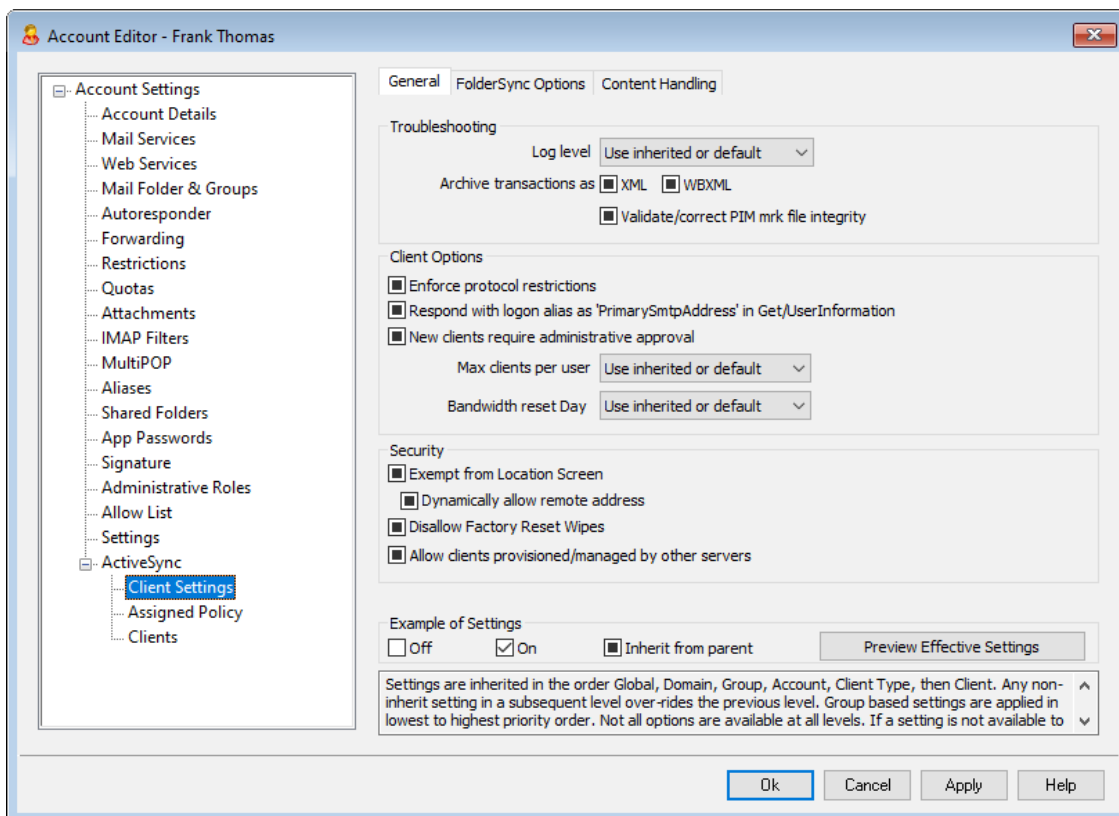 Account Editor - Frank Thomas
Account Settings
Account Details
Mail Services
Web Services
Mail Folder & Groups
Autoresponder
Forwarding
Restrictions
Quotas
Attachments
IMAP Filters
MultiPOP
Aliases
Shared Folders
App Passwords
Signature
Administrative Roles
Allow List
Settings
ActiveSync
Client Settings
Assigned Policy
Clients
General FolderSync Options Content Handling
Troubleshooting
Log level Use inherited or default
Archive transactions as XML WBXML
Validate/correct PIM mrk file integrity
Client Options
Enforce protocol restrictions
Respond with logon alias as 'PrimarySmtpAddress' in Get/UserInformation
New clients require administrative approval
Max clients per user Use inherited or default
Bandwidth reset Day Use inherited or default
Security
Exempt from Location Screen
Dynamically allow remote address
Disallow Factory Reset Wipes
Allow clients provisioned/managed by other servers
Example of Settings
Off On Inherit from parent Preview Effective Settings
Settings are inherited in the order Global, Domain, Group, Account, Client Type, then Client. Any non-
inherit setting in a subsequent level over-rides the previous level. Group based settings are applied in
lowest to highest priority order. Not all options are available at all levels. If a setting is not available to
Ok Cancel Apply Help